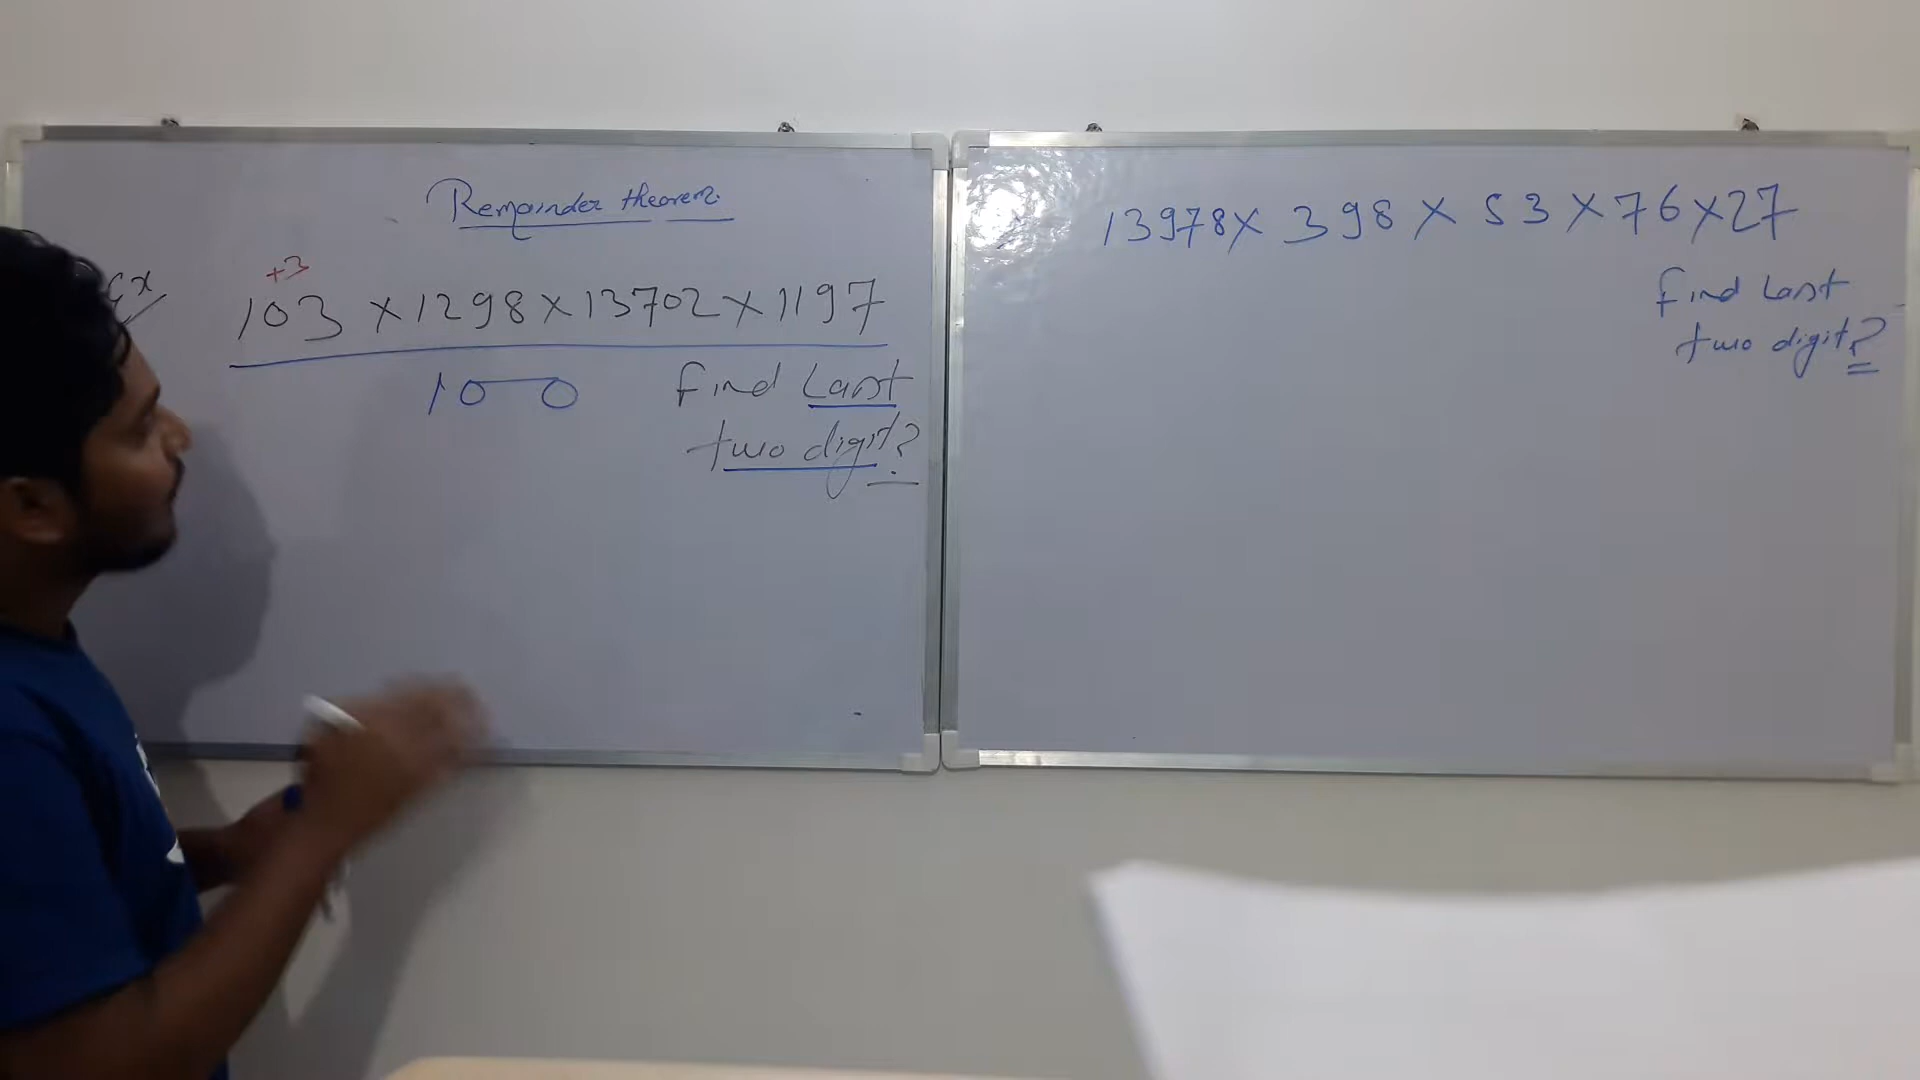 Remainder theorem.
Ex
+3
103 × 1298 × 13702 × 1197
100
Find Last
two digit?
13978 × 398 × 53 × 76 × 27
Find Last
two digit?